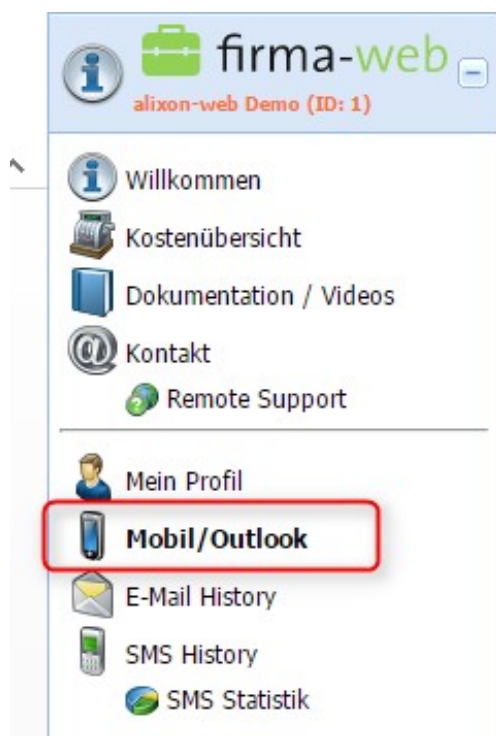 firma-web
alixon-web Demo (ID: 1)
Willkommen
Kostenübersicht
Dokumentation / Videos
Kontakt
Remote Support
Mein Profil
Mobil/Outlook
E-Mail History
SMS History
SMS Statistik